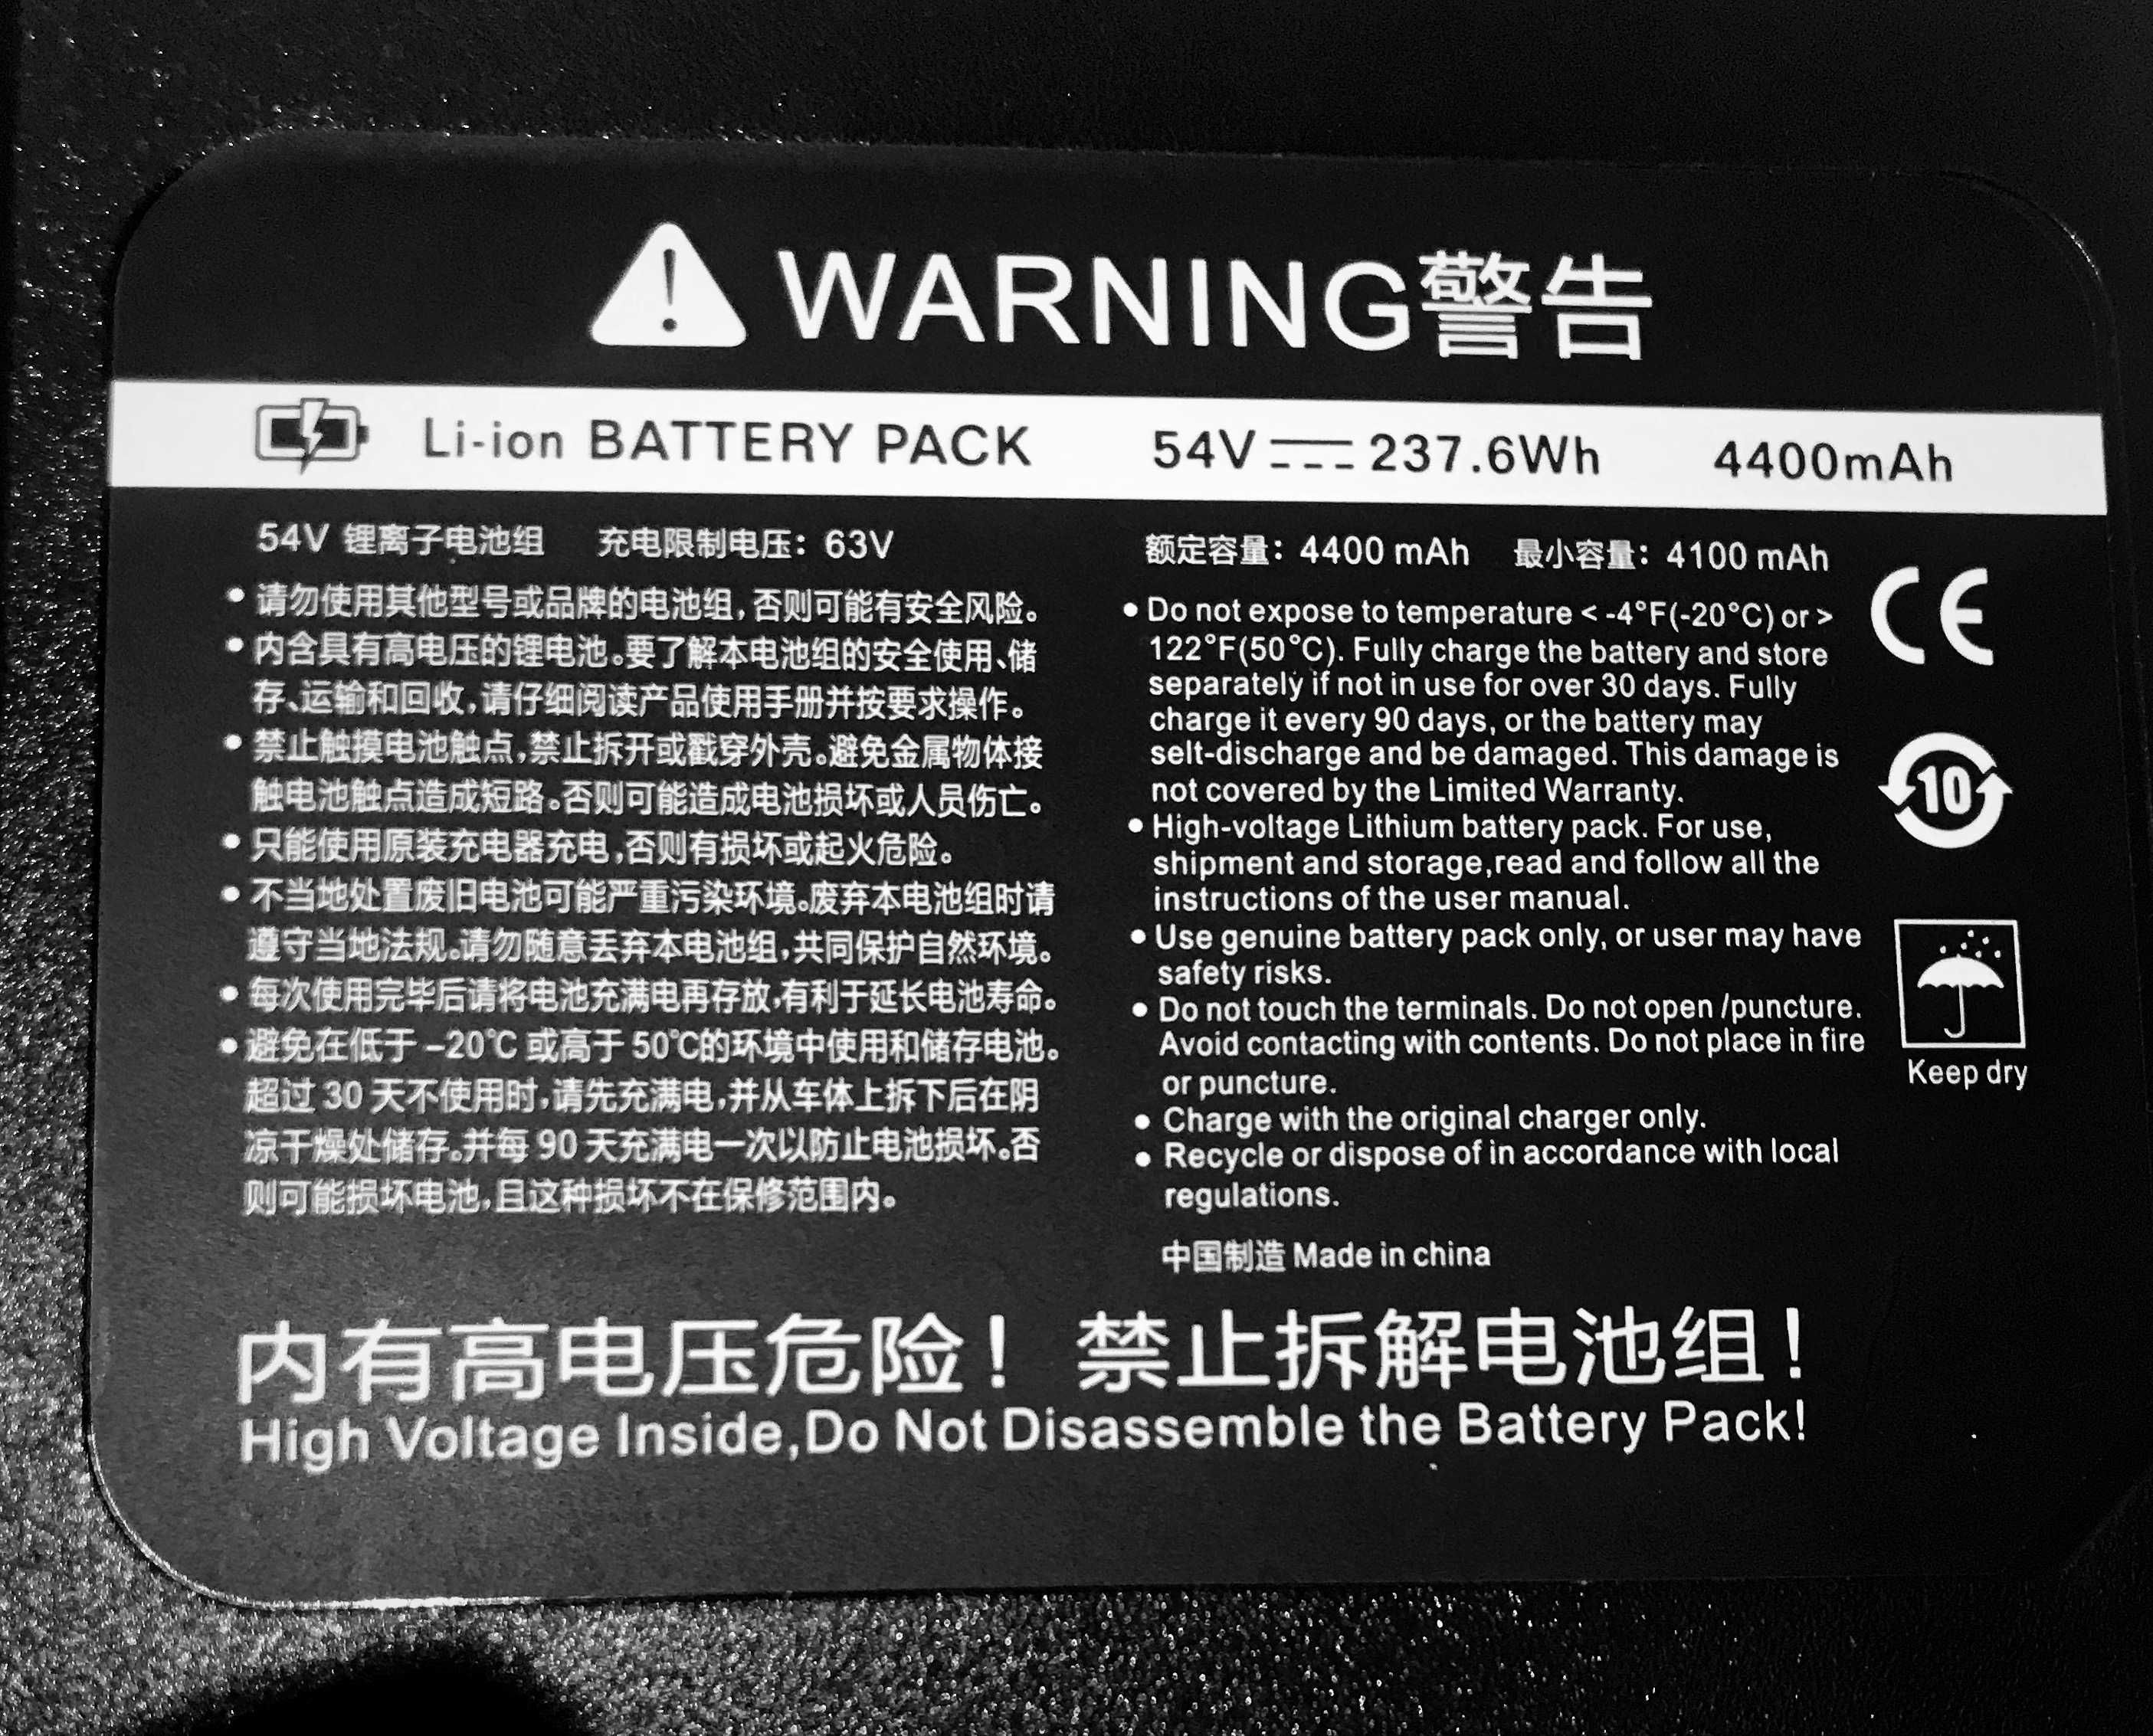 WARNING警告
Li-ion BATTERY PACK 54V 237.6Wh 4400mAh
54V 锂离子电池组 充电限制电压：63V
• 请勿使用其他型号或品牌的电池组，否则可能有安全风险。
• 内含具有高电压的锂电池。要了解本电池组的安全使用、储
存、运输和回收，请仔细阅读产品使用手册并按要求操作。
• 禁止触摸电池触点，禁止拆开或戳穿外壳。避免金属物体接
触电池触点造成短路。否则可能造成电池损坏或人员伤亡。
• 只能使用原装充电器充电，否则有损坏或起火危险。
• 不当地处置废旧电池可能严重污染环境。废弃本电池组时请
遵守当地法规。请勿随意丢弃本电池组，共同保护自然环境。
• 每次使用完毕后请将电池充满电再存放，有利于延长电池寿命。
• 避免在低于 –20℃ 或高于 50℃的环境中使用和储存电池。
超过 30 天不使用时，请先充满电，并从车体上拆下后在阴
凉干燥处储存。并每 90 天充满电一次以防止电池损坏。否
则可能损坏电池，且这种损坏不在保修范围内。
额定容量：4400 mAh 最小容量：4100 mAh
• Do not expose to temperature < -4°F(-20°C) or >
122°F(50°C). Fully charge the battery and store
separately if not in use for over 30 days. Fully
charge it every 90 days, or the battery may
selt-discharge and be damaged. This damage is
not covered by the Limited Warranty.
• High-voltage Lithium battery pack. For use,
shipment and storage,read and follow all the
instructions of the user manual.
• Use genuine battery pack only, or user may have
safety risks.
• Do not touch the terminals. Do not open /puncture.
Avoid contacting with contents. Do not place in fire
or puncture.
• Charge with the original charger only.
• Recycle or dispose of in accordance with local
regulations.
中国制造 Made in china
CE
10
Keep dry
内有高电压危险！禁止拆解电池组！
High Voltage Inside,Do Not Disassemble the Battery Pack!